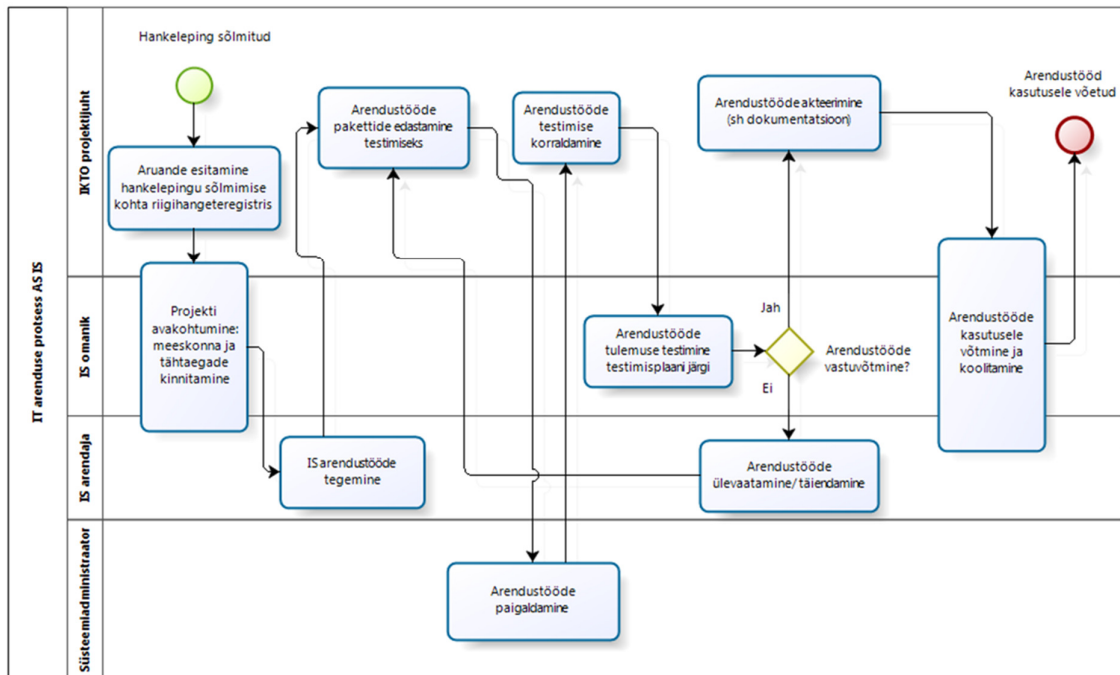 IT arenduse protsess AS IS
IKTO projektijuht
Hankeleping sõlmitud
Aruande esitamine
hankelepingu sõlmimise
kohta riigihangeteregistris
Arendustööde
pakettide edastamine
testimiseks
Arendustööde
testimise
korraldamine
Arendustööde akteerimine
(sh dokumentatsioon)
Arendustööd
kasutusele võetud
IS omanik
Projekti
avakohtumine:
meeskonna ja
tähtaegade
kinnitamine
Arendustööde
tulemuse testimine
testimisplaani järgi
Jah
Ei
Arendustööde
vastuvõtmine?
Arendustööde
kasutusele
võtmine ja
koolitamine
IS arendaja
IS arendustööde
tegemine
Arendustööde
ülevaatamine/ täiendamine
Süsteemiadministraator
Arendustööde
paigaldamine